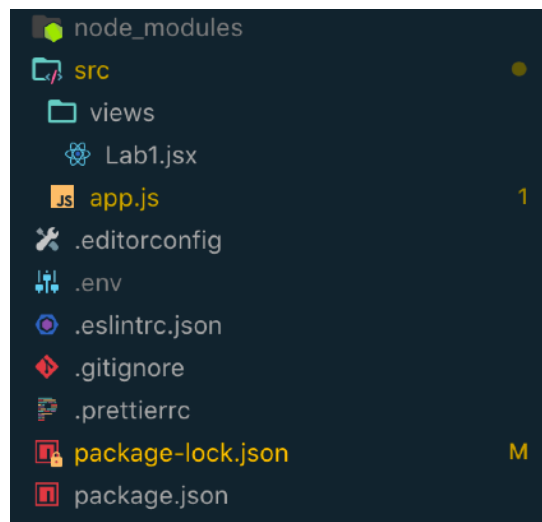 node_modules
src
views
Lab1.jsx
JS app.js 1
.editorconfig
.env
.eslintrc.json
.gitignore
.prettierrc
package-lock.json M
package.json